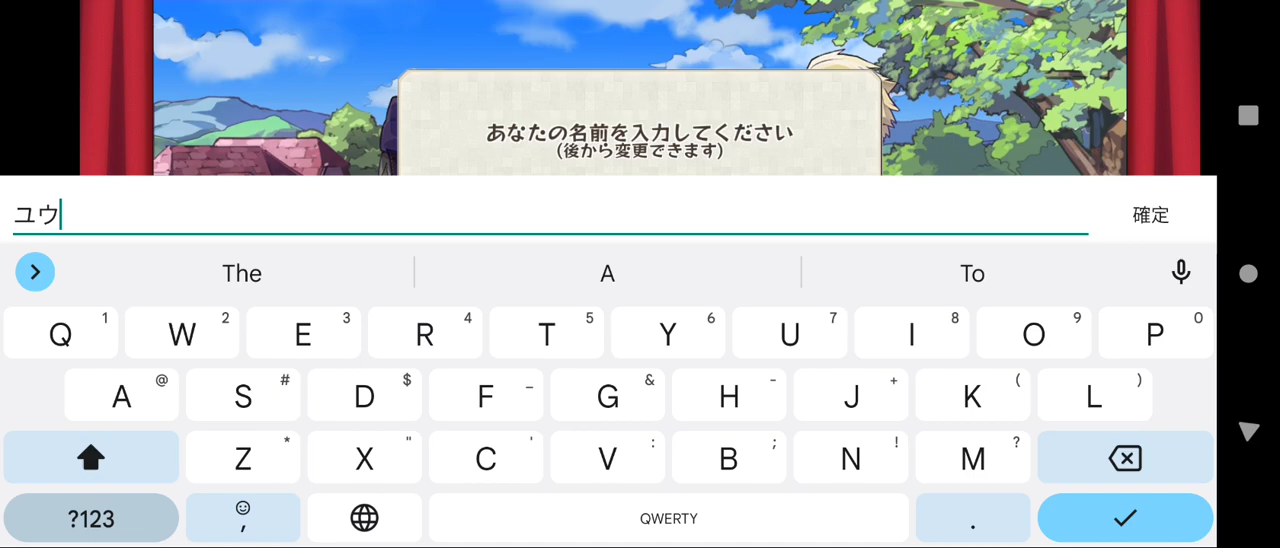 あなたの名前を入力してください
(後から変更できます)
ユウ 確定
The A To
Q 1 W 2 E 3 R 4 T 5 Y 6 U 7 I 8 O 9 P 0
A @ S # D $ F _ G & H - J + K ( L )
Z * X " C ' V : B ; N ! M ?
?123 , QWERTY .